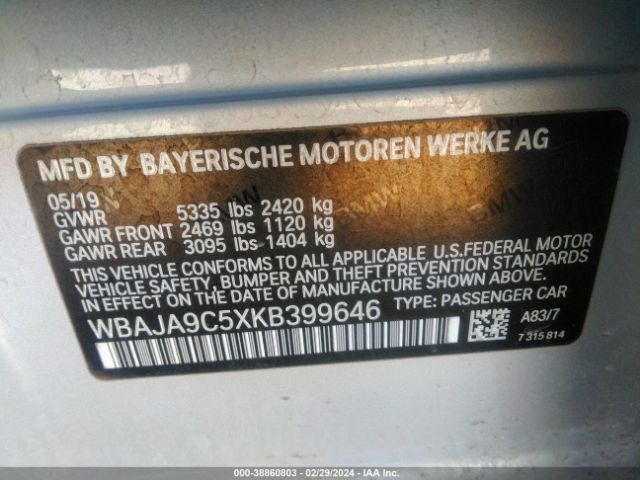 MFD BY BAYERISCHE MOTOREN WERKE AG
05/19
GVWR 5335 lbs 2420 kg
GAWR FRONT 2469 lbs 1120 kg
GAWR REAR 3095 lbs 1404 kg
THIS VEHICLE CONFORMS TO ALL APPLICABLE U.S.FEDERAL MOTOR
VEHICLE SAFETY, BUMPER AND THEFT PREVENTION STANDARDS
IN EFFECT ON THE DATE OF MANUFACTURE SHOWN ABOVE.
WBAJA9C5XKB399646 TYPE: PASSENGER CAR
A83/7
7 315 814
000-38860803 - 02/29/2024 - IAA Inc.